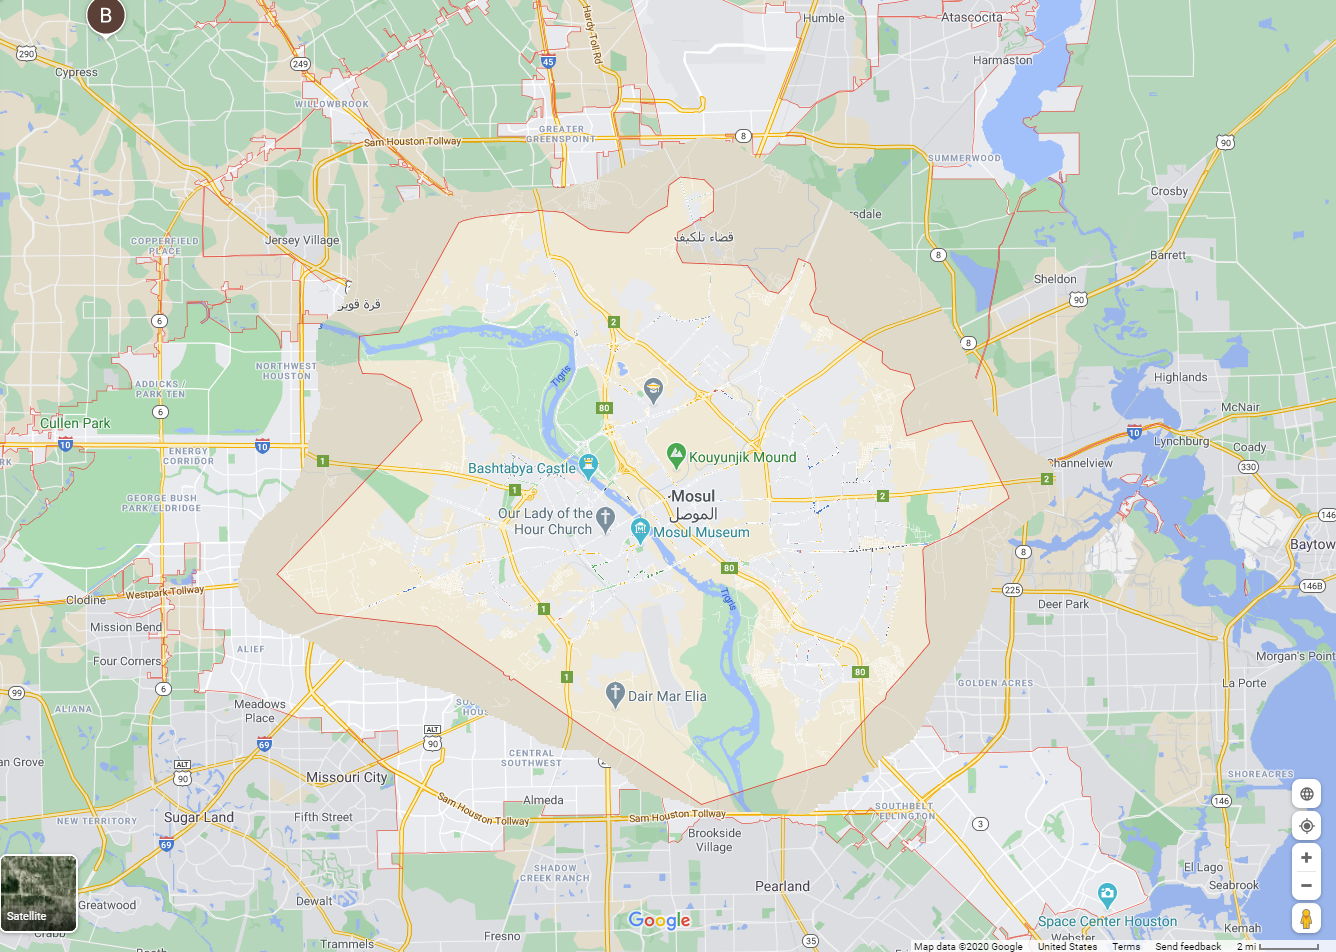 B
Humble
Atascocita
290
Hardy Toll Rd
249
45
Harmaston
Cypress
WILLOWBROOK
GREATER
GREENSPOINT
8
Sam Houston Tollway
90
SUMMERWOOD
Crosby
rsdale
قضاء تلكيف
COPPERFIELD
PLACE
Jersey Village
8
Barrett
Sheldon
90
6
2
8
NORTHWEST
HOUSTON
Tigris
Highlands
ADDICKS /
PARK TEN
6
80
McNair
Cullen Park
10
10
10
Lynchburg
Coady
ENERGY
CORRIDOR
1
Kouyunjik Mound
Channelview
330
Bashtabya Castle
2
1
2
Mosul
الموصل
GEORGE BUSH
PARK/ELDRIDGE
Our Lady of the
Hour Church
Mosul Museum
146
Baytow
8
80
Westpark Tollway
Clodine
225
146B
Tigris
Deer Park
1
Mission Bend
ALIEF
Four Corners
Morgan's Point
80
1
6
99
GOLDEN ACRES
La Porte
Dair Mar Elia
ALIANA
Meadows
Place
ALT
90
69
CENTRAL
SOUTHWEST
an Grove
ALT
90
Missouri City
SHOREACRES
Almeda
146
Sam Houston Tollway
Sam Houston Tollway
SOUTHBELT
/ ELLINGTON
NEW TERRITORY
Sugar Land
Fifth Street
3
69
Brookside
Village
SHADOW
CREEK RANCH
El Lago
Pearland
Seabrook
Satellite
Greatwood
Dewalt
Google
Space Center Houston
Kemah
Crabb
Fresno
Trammels
35
Webster
Map data ©2020 Google
United States
Terms
Send feedback
2 mi